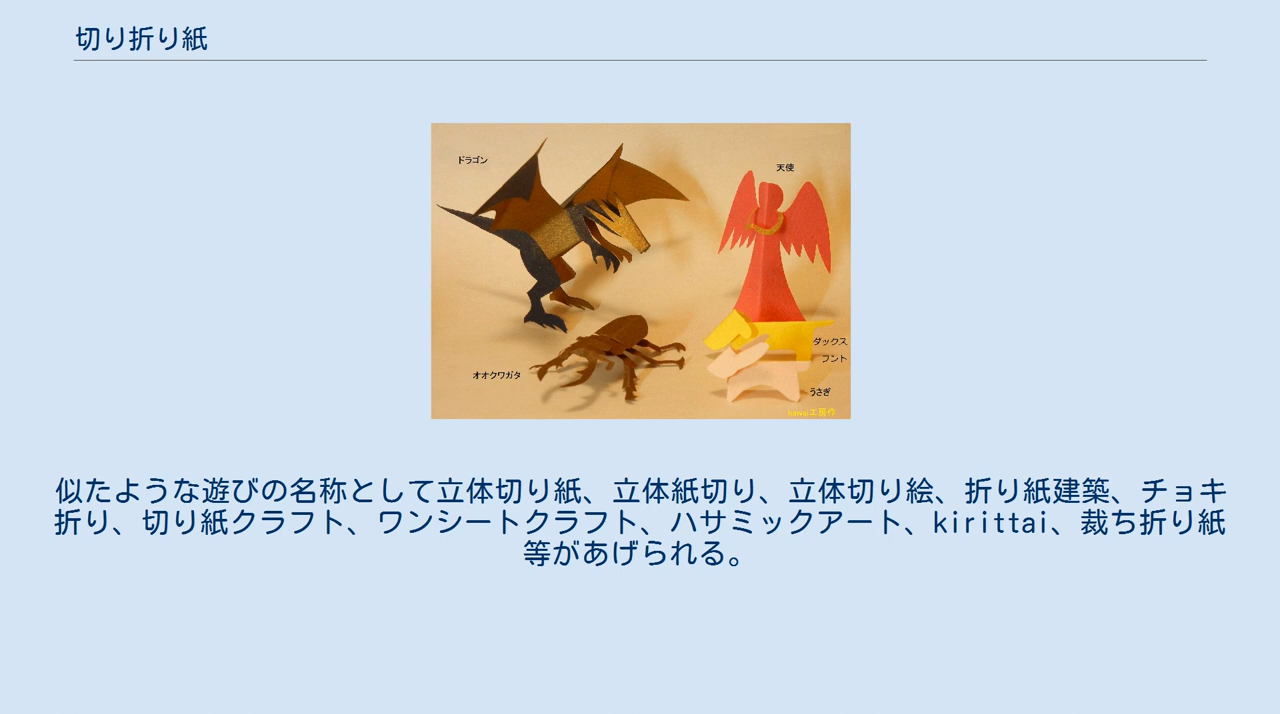 切り折り紙
ドラゴン
天使
ダックス
フント
オオクワガタ
うさぎ
工房作
似たような遊びの名称として立体切り紙、立体紙切り、立体切り絵、折り紙建築、チョキ
折り、切り紙クラフト、ワンシートクラフト、ハサミックアート、kirittai、裁ち折り紙
等があげられる。